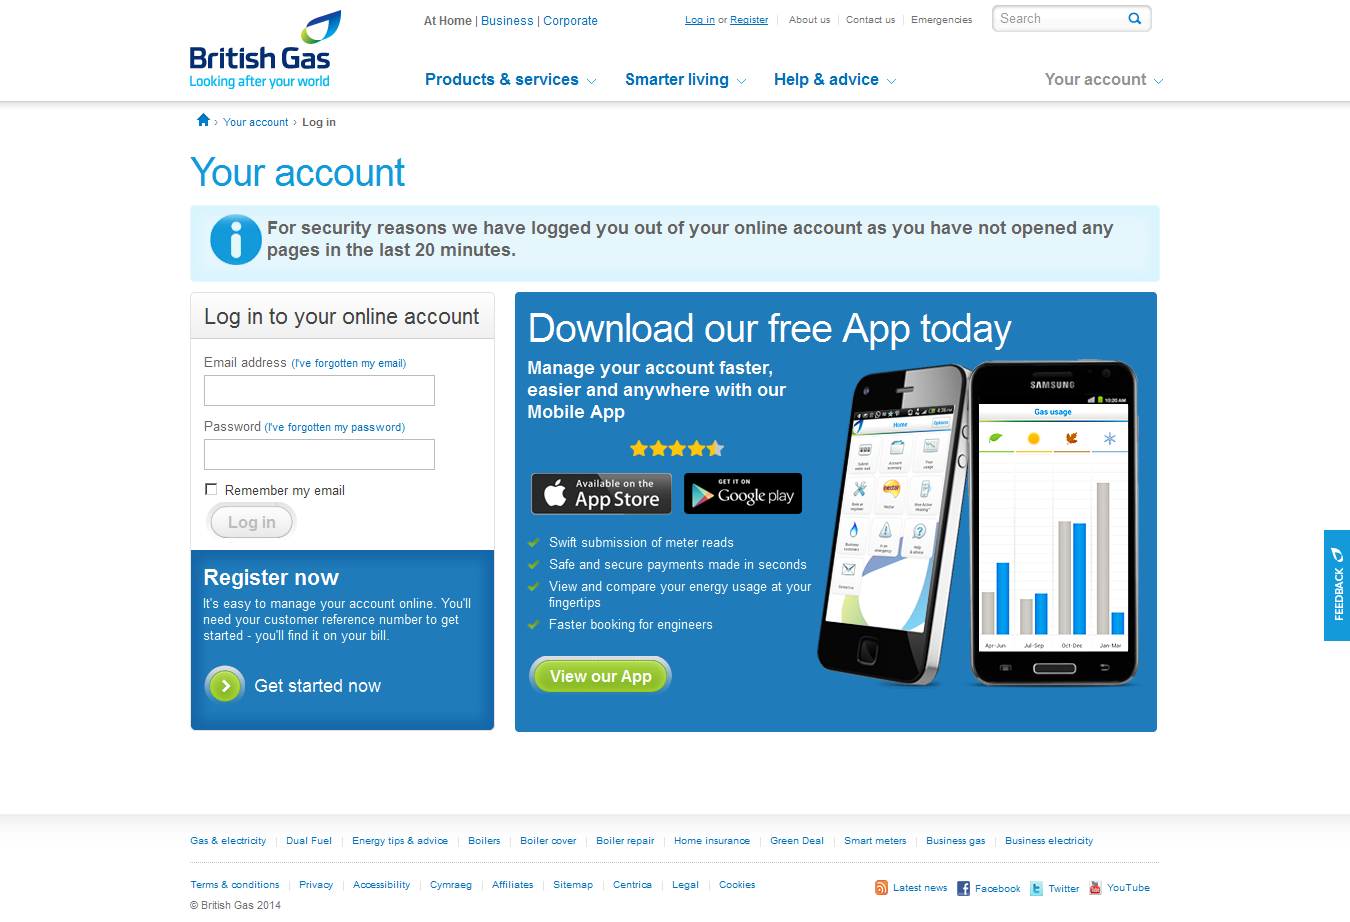 At Home | Business | Corporate
Log in or Register
About us
Contact us
Emergencies
Search
British Gas
Looking after your world
Products & services
Smarter living
Help & advice
Your account
› Your account › Log in
Your account
For security reasons we have logged you out of your online account as you have not opened any
pages in the last 20 minutes.
Log in to your online account
Email address (I've forgotten my email)
Password (I've forgotten my password)
Remember my email
Log in
Register now
It's easy to manage your account online. You'll
need your customer reference number to get
started - you'll find it on your bill.
Get started now
Download our free App today
Manage your account faster,
easier and anywhere with our
Mobile App
Available on the
App Store
GET IT ON
Google play
Swift submission of meter reads
Safe and secure payments made in seconds
View and compare your energy usage at your
fingertips
Faster booking for engineers
View our App
Home
Options
SAMSUNG
10:20 AM
Gas usage
Apr-Jun
Jul-Sep
Oct-Dec
Jan-Mar
FEEDBACK
Gas & electricity
Dual Fuel
Energy tips & advice
Boilers
Boiler cover
Boiler repair
Home insurance
Green Deal
Smart meters
Business gas
Business electricity
Terms & conditions
Privacy
Accessibility
Cymraeg
Affiliates
Sitemap
Centrica
Legal
Cookies
Latest news
Facebook
Twitter
YouTube
© British Gas 2014